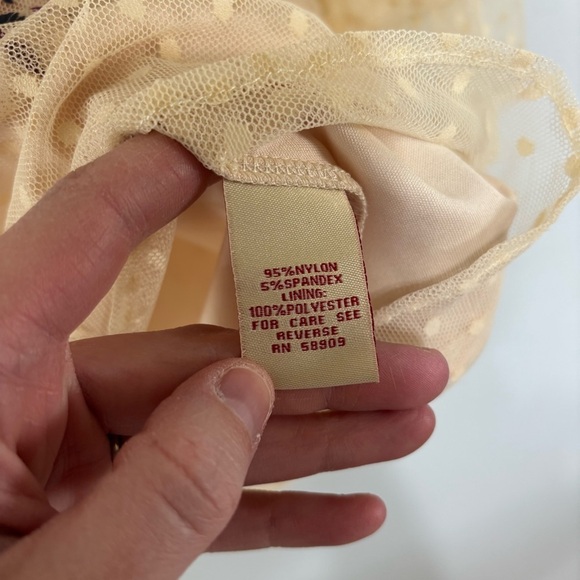 95%NYLON
5%SPANDEX
LINING:
100%POLYESTER
FOR CARE SEE
REVERSE
RN 58909